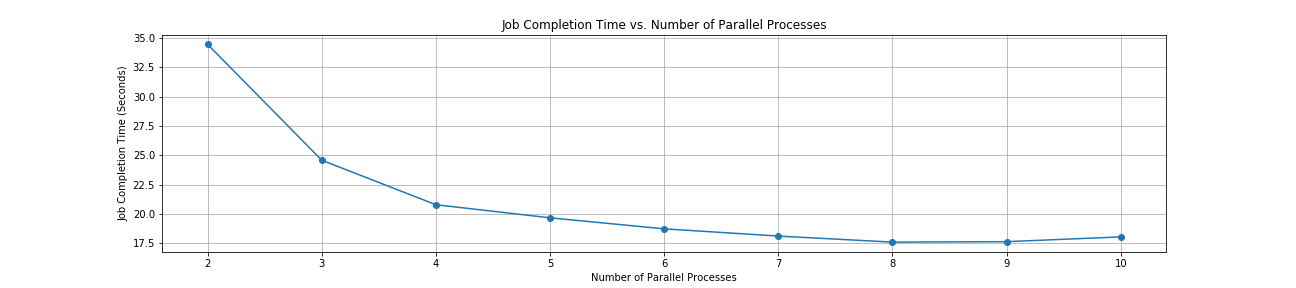 Job Completion Time vs. Number of Parallel Processes
Job Completion Time (Seconds)
35.0
32.5
30.0
27.5
25.0
22.5
20.0
17.5
2 3 4 5 6 7 8 9 10
Number of Parallel Processes